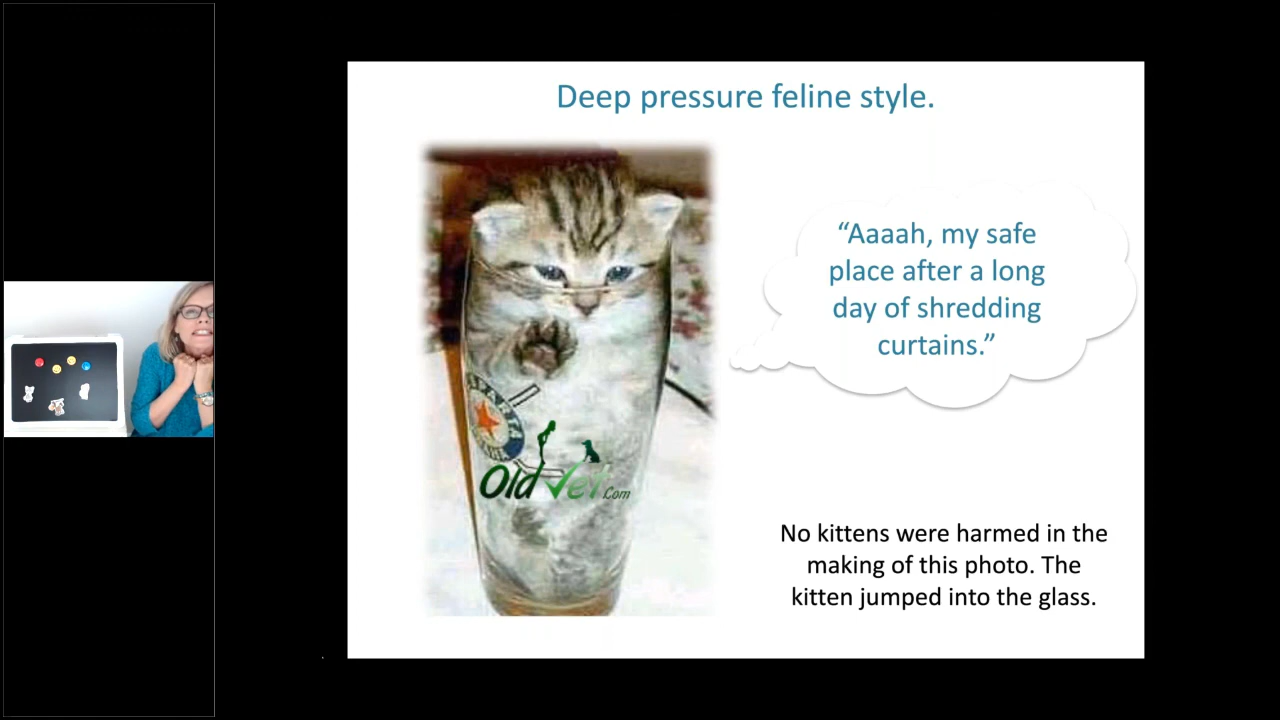 Deep pressure feline style.
“Aaaah, my safe
place after a long
day of shredding
curtains.”
OldVet.com
No kittens were harmed in the
making of this photo. The
kitten jumped into the glass.